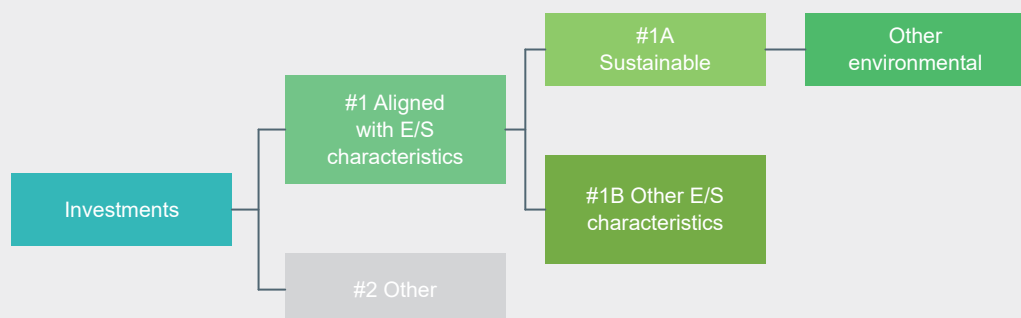 #1A
Sustainable
Other
environmental
#1 Aligned
with E/S
characteristics
#1B Other E/S
characteristics
Investments
#2 Other